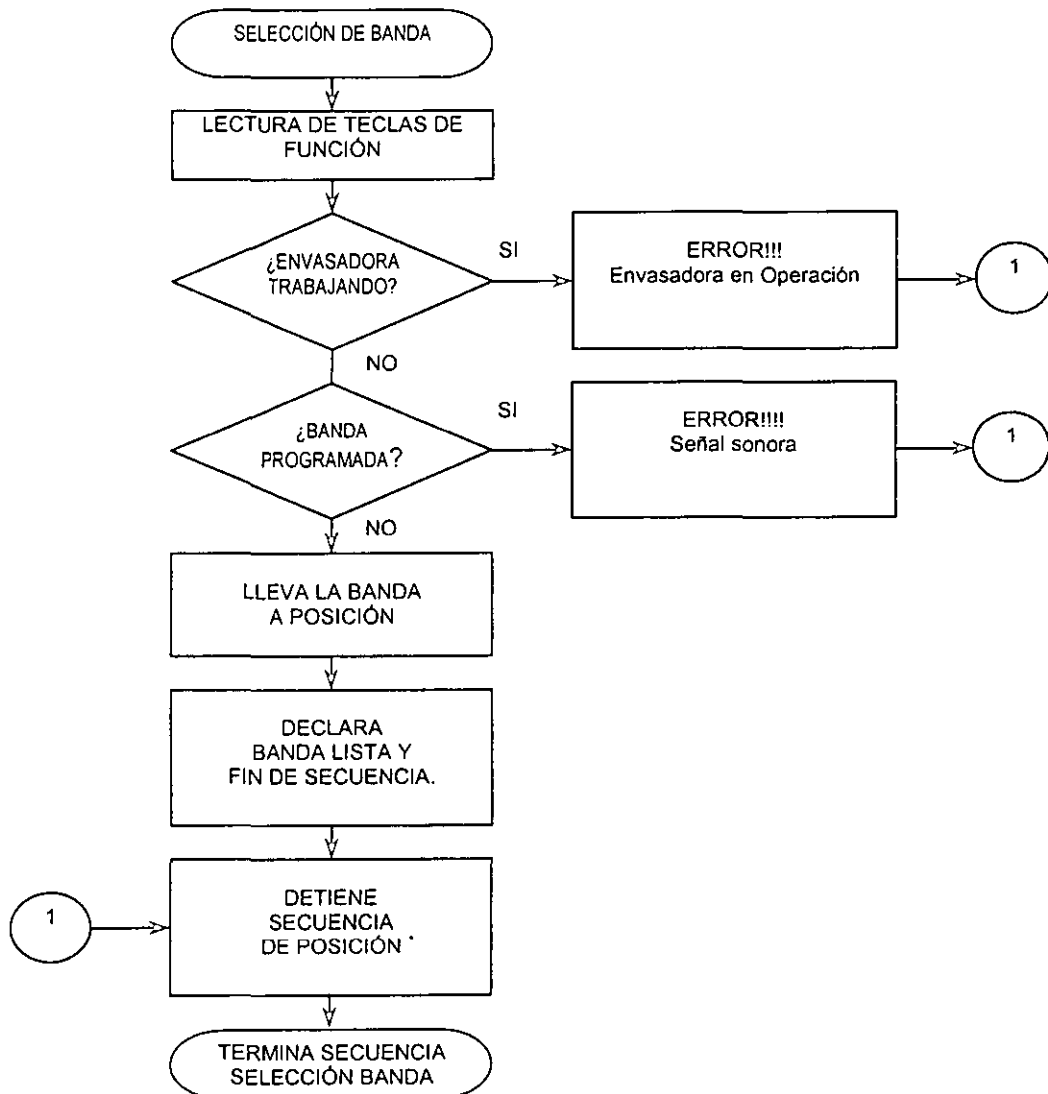 SELECCIÓN DE BANDA
LECTURA DE TECLAS DE
FUNCIÓN
¿ENVASADORA
TRABAJANDO?
SI
ERROR!!!
Envasadora en Operación
1
NO
¿BANDA
PROGRAMADA?
SI
ERROR!!!!
Señal sonora
1
NO
LLEVA LA BANDA
A POSICIÓN
DECLARA
BANDA LISTA Y
FIN DE SECUENCIA.
1
DETIENE
SECUENCIA
DE POSICIÓN
TERMINA SECUENCIA
SELECCIÓN BANDA